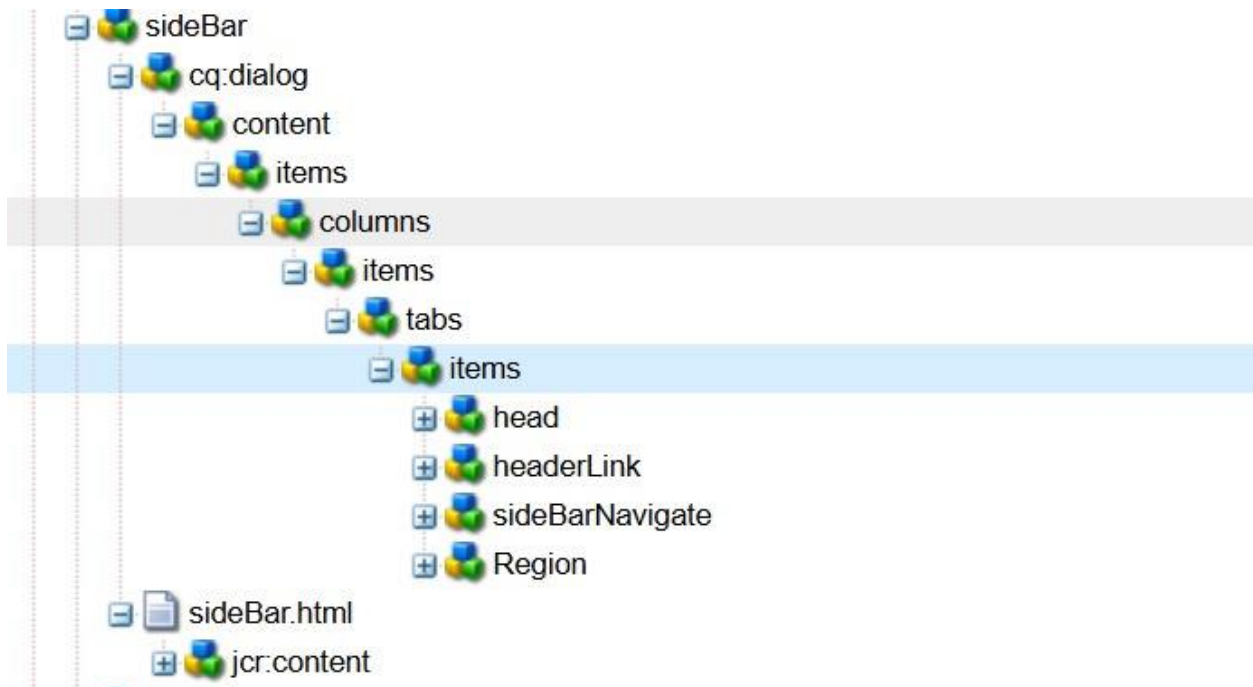 sideBar
cq:dialog
content
items
columns
items
tabs
items
head
headerLink
sideBarNavigate
Region
sideBar.html
jcr:content